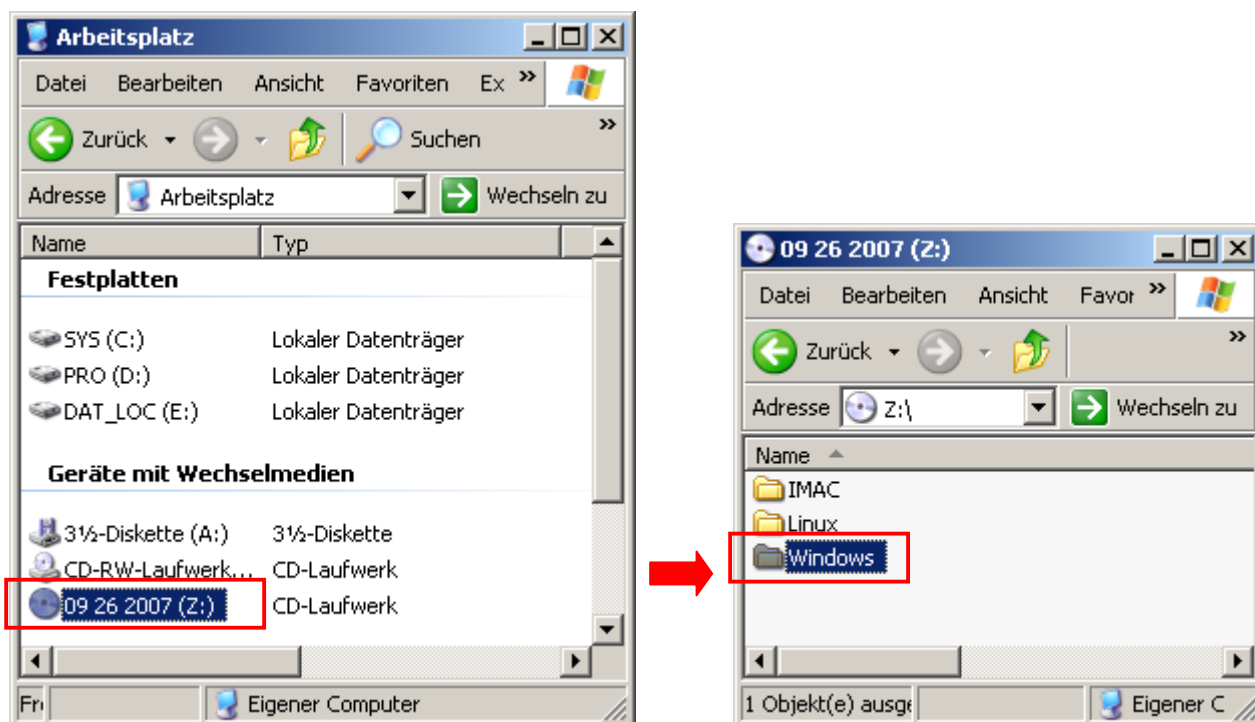 Arbeitsplatz
Datei Bearbeiten Ansicht Favoriten Ex »
Zurück Suchen »
Adresse Arbeitsplatz Wechseln zu
Name Typ
Festplatten
SYS (C:) Lokaler Datenträger
PRO (D:) Lokaler Datenträger
DAT_LOC (E:) Lokaler Datenträger
Geräte mit Wechselmedien
3½-Diskette (A:) 3½-Diskette
CD-RW-Laufwerk... CD-Laufwerk
09 26 2007 (Z:) CD-Laufwerk
Fr Eigener Computer
09 26 2007 (Z:)
Datei Bearbeiten Ansicht Favor »
Zurück »
Adresse Z:\ Wechseln zu
Name
IMAC
Linux
Windows
1 Objekt(e) ausge Eigener C